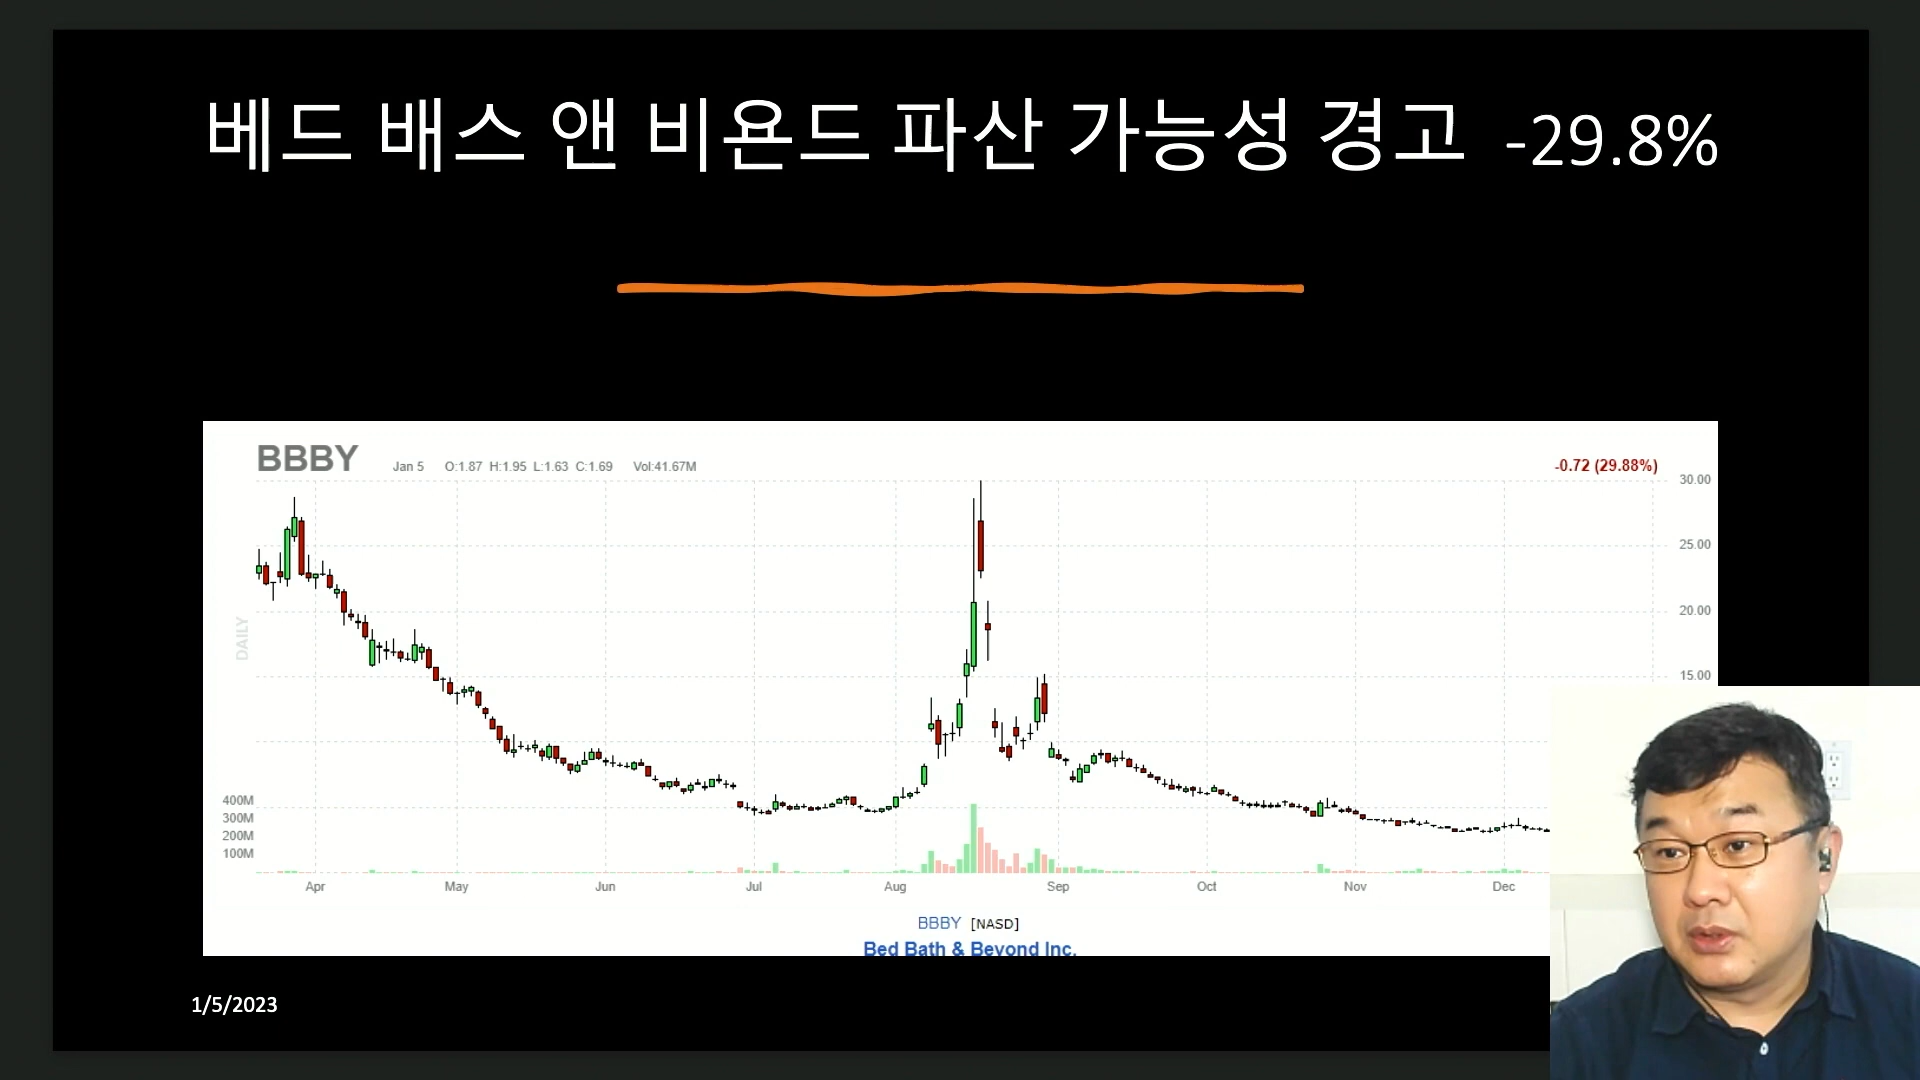 베드 배스 앤 비욘드 파산 가능성 경고 -29.8%
BBBY Jan 5 O:1.87 H:1.95 L:1.63 C:1.69 Vol:41.67M -0.72 (29.88%)
30.00
25.00
20.00
15.00
DAILY
400M
300M
200M
100M
Apr May Jun Jul Aug Sep Oct Nov Dec
BBBY [NASD]
Bed Bath & Beyond Inc.
1/5/2023